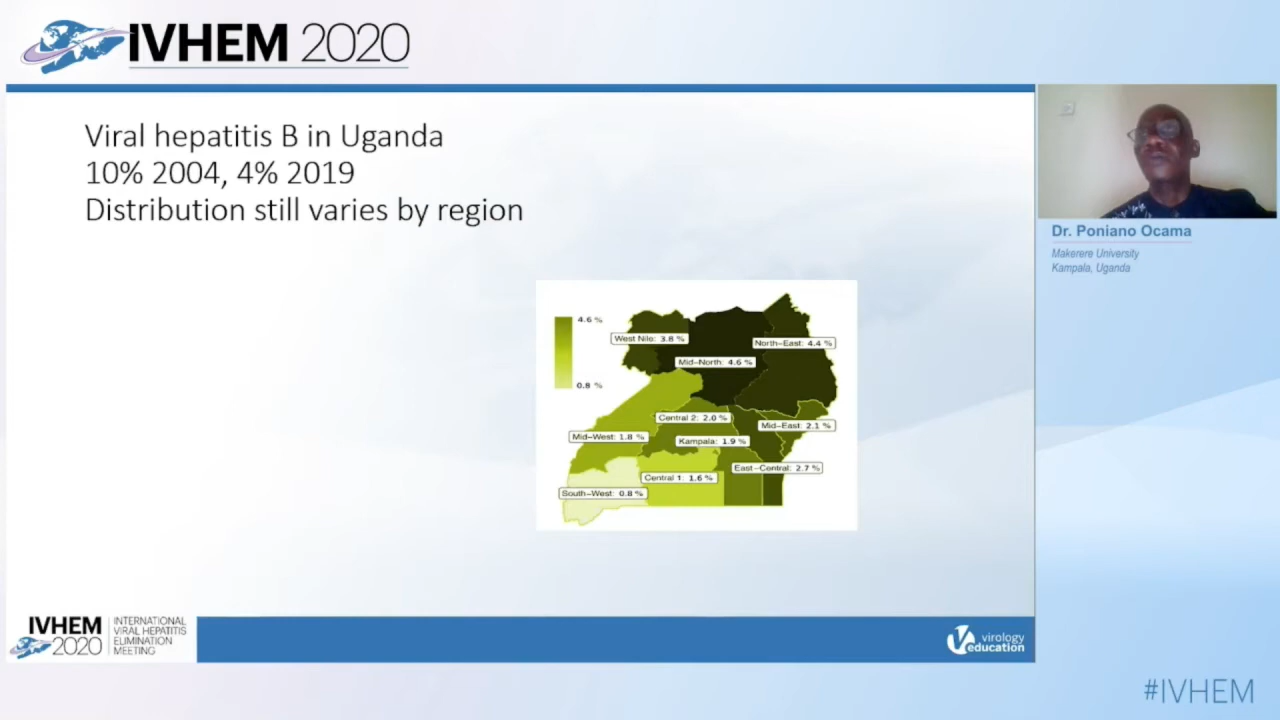 IVHEM 2020
Viral hepatitis B in Uganda
10% 2004, 4% 2019
Distribution still varies by region
Dr. Poniano Ocama
Makerere University
Kampala, Uganda
4.6 %
0.8 %
West Nile: 3.8 %
North-East: 4.4 %
Mid-North: 4.6 %
Central 2: 2.0 %
Mid-East: 2.1 %
Mid-West: 1.8 %
Kampala: 1.9 %
East-Central: 2.7 %
Central 1: 1.6 %
South-West: 0.8 %
IVHEM
2020
INTERNATIONAL
VIRAL HEPATITIS
ELIMINATION
MEETING
virology
education
#IVHEM